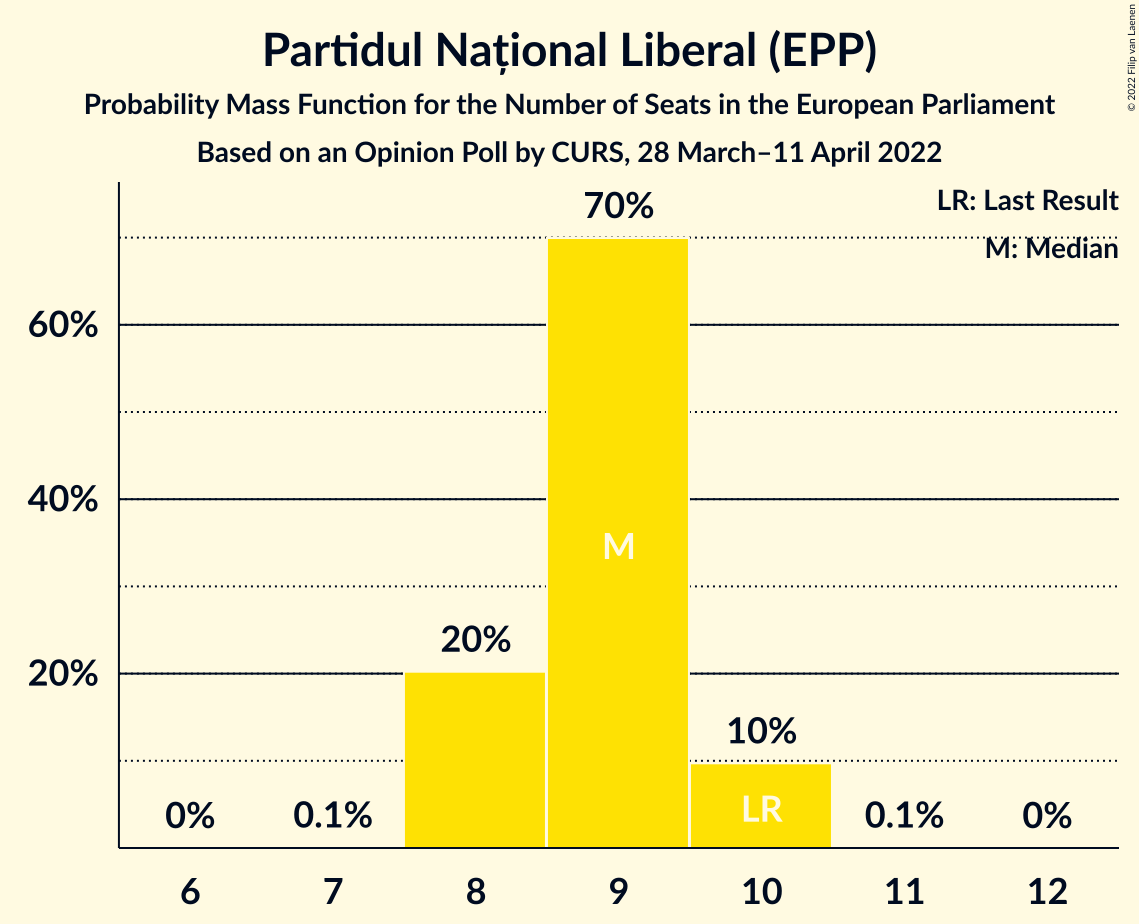 Partidul Național Liberal (EPP)
Probability Mass Function for the Number of Seats in the European Parliament
Based on an Opinion Poll by CURS, 28 March–11 April 2022
© 2022 Filip van Laenen
LR: Last Result
M: Median
70%
60%
M
40%
20%
20%
10%
LR
0%
0.1%
0.1%
0%
6 7 8 9 10 11 12